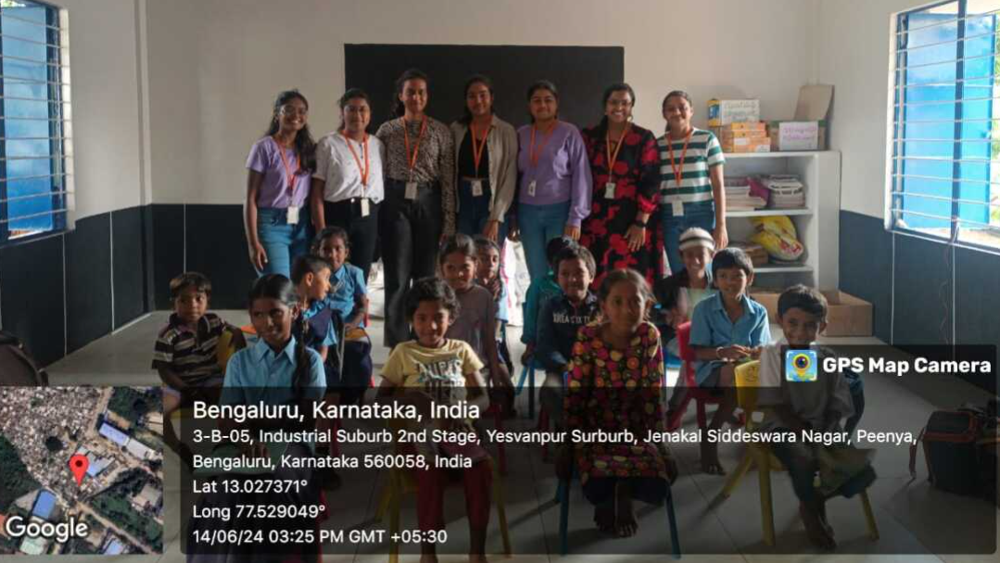 GPS Map Camera
Bengaluru, Karnataka, India
3-B-05, Industrial Suburb 2nd Stage, Yesvanpur Surburb, Jenakal Siddeswara Nagar, Peenya,
Bengaluru, Karnataka 560058, India
Lat 13.027371°
Long 77.529049°
14/06/24 03:25 PM GMT +05:30
Google